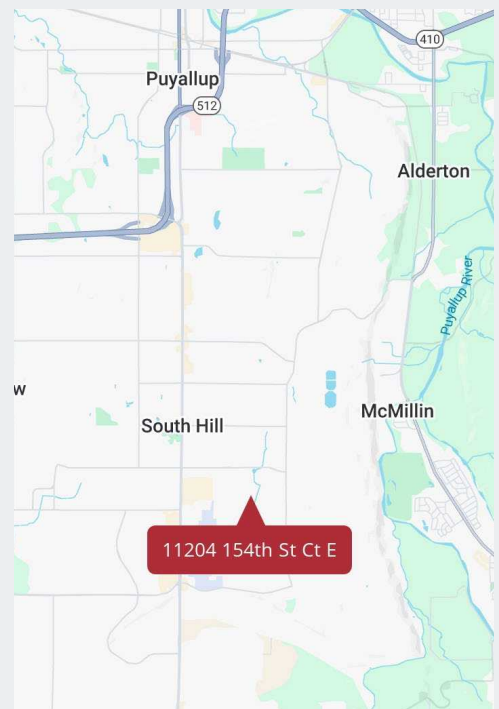 410
Puyallup
512
Alderton
Puyallup River
w
McMillin
South Hill
11204 154th St Ct E